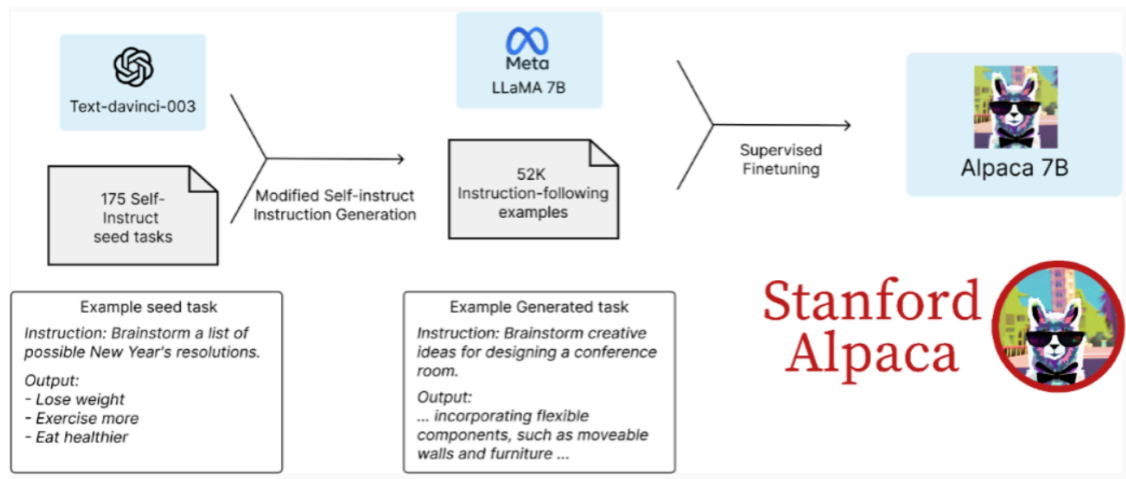 Text-davinci-003
175 Self-
Instruct
seed tasks
Modified Self-instruct
Instruction Generation
Meta
LLaMA 7B
52K
Instruction-following
examples
Supervised
Finetuning
Alpaca 7B
Example seed task
Instruction: Brainstorm a list of
possible New Year's resolutions.
Output:
- Lose weight
- Exercise more
- Eat healthier
Example Generated task
Instruction: Brainstorm creative
ideas for designing a conference
room.
Output:
... incorporating flexible
components, such as moveable
walls and furniture ...
Stanford
Alpaca